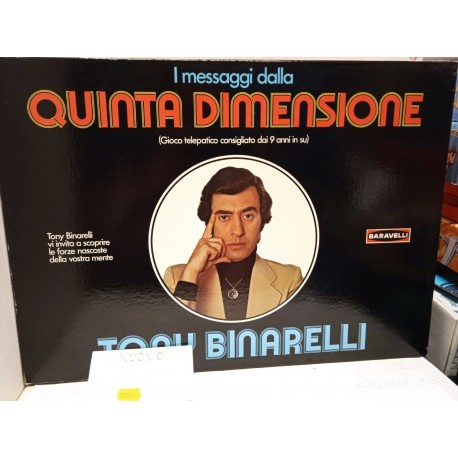 I messaggi dalla
QUINTA DIMENSIONE
(Gioco telepatico consigliato dai 9 anni in su)
Tony Binarelli
vi invita a scoprire
le forze nascoste
della vostra mente
BARAVELLI
TONY BINARELLI
NUOVO